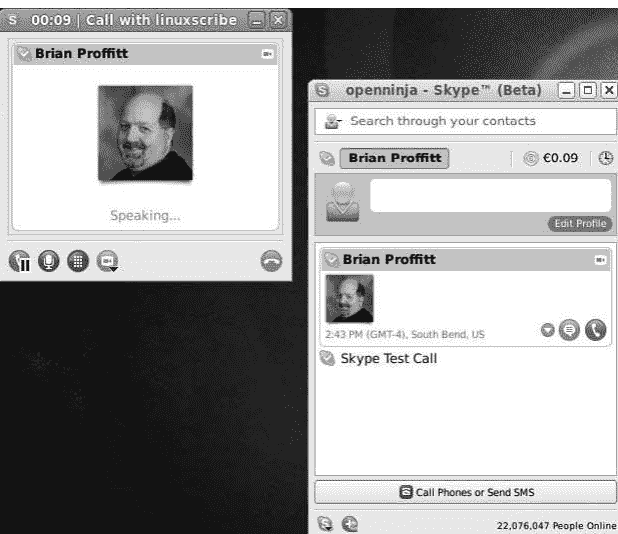 S 00:09 | Call with linuxscribe
Brian Proffitt
Speaking...
S openninja - Skype™ (Beta)
Search through your contacts
Brian Proffitt €0.09
Edit Profile
Brian Proffitt
2:43 PM (GMT-4), South Bend, US
Skype Test Call
Call Phones or Send SMS
22,076,047 People Online